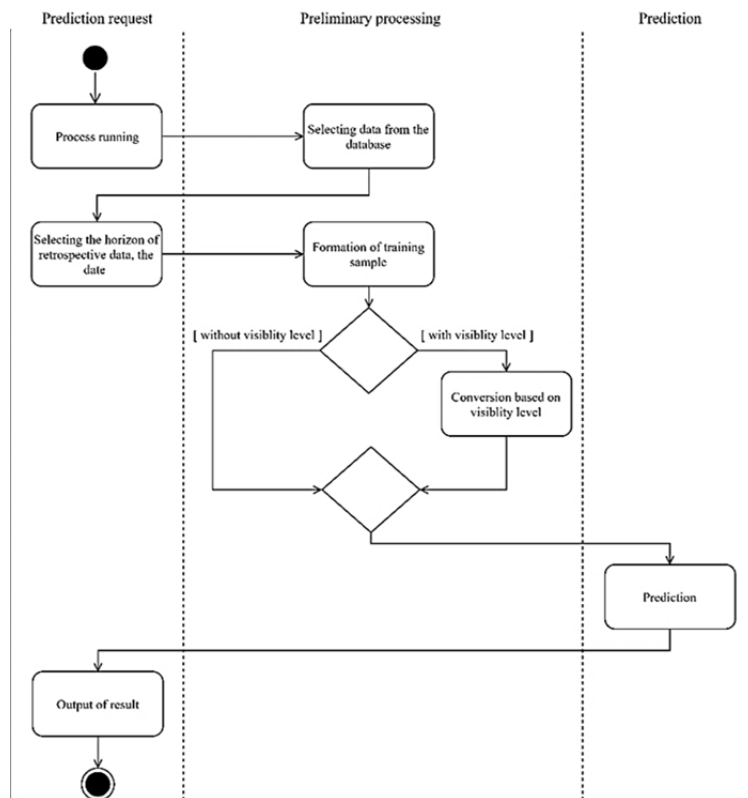 Prediction request
Preliminary processing
Prediction
Process running
Selecting data from the
database
Selecting the horizon of
retrospective data, the
date
Formation of training
sample
[ without visiblity level ]
[ with visiblity level ]
Conversion based on
visiblity level
Prediction
Output of result